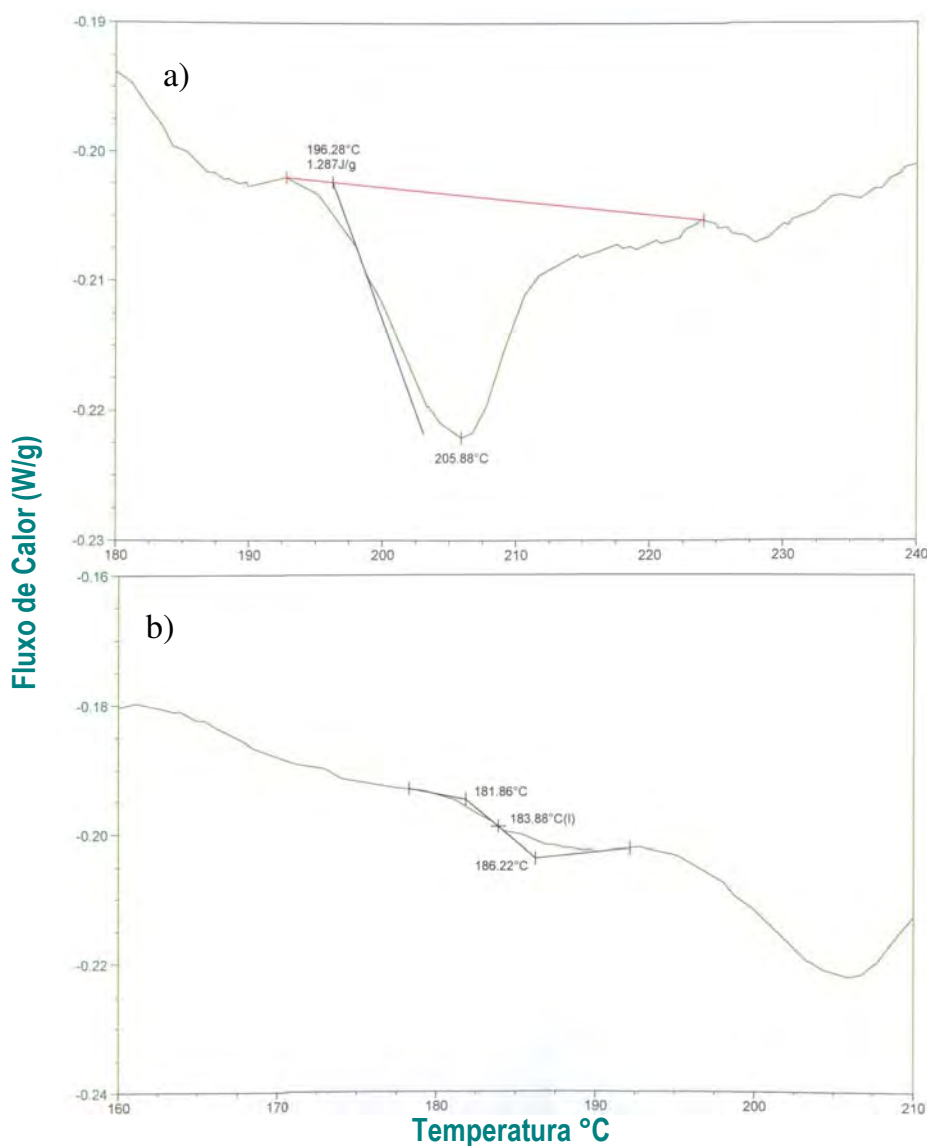 -0.19
a)
196.28°C
1.287J/g
-0.20
-0.21
-0.22
205.88°C
-0.23
180
190
200
210
220
230
240
Fluxo de Calor (W/g)
-0.16
b)
-0.18
181.86°C
183.88°C(I)
-0.20
186.22°C
-0.22
-0.24
160
170
180
190
200
210
Temperatura °C